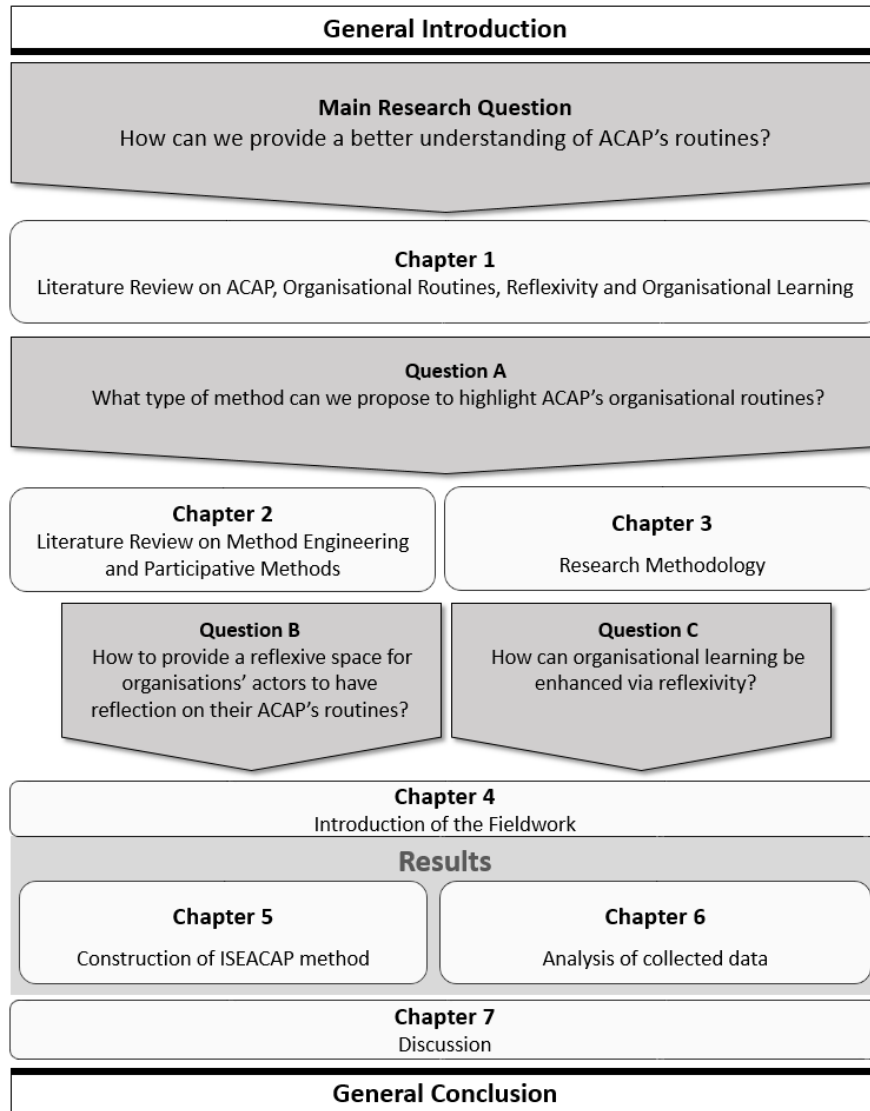 General Introduction
Main Research Question
How can we provide a better understanding of ACAP's routines?
Chapter 1
Literature Review on ACAP, Organisational Routines, Reflexivity and Organisational Learning
Question A
What type of method can we propose to highlight ACAP's organisational routines?
Chapter 2
Literature Review on Method Engineering
and Participative Methods
Chapter 3
Research Methodology
Question B
How to provide a reflexive space for
organisations' actors to have
reflection on their ACAP's routines?
Question C
How can organisational learning be
enhanced via reflexivity?
Chapter 4
Introduction of the Fieldwork
Results
Chapter 5
Construction of ISEACAP method
Chapter 6
Analysis of collected data
Chapter 7
Discussion
General Conclusion